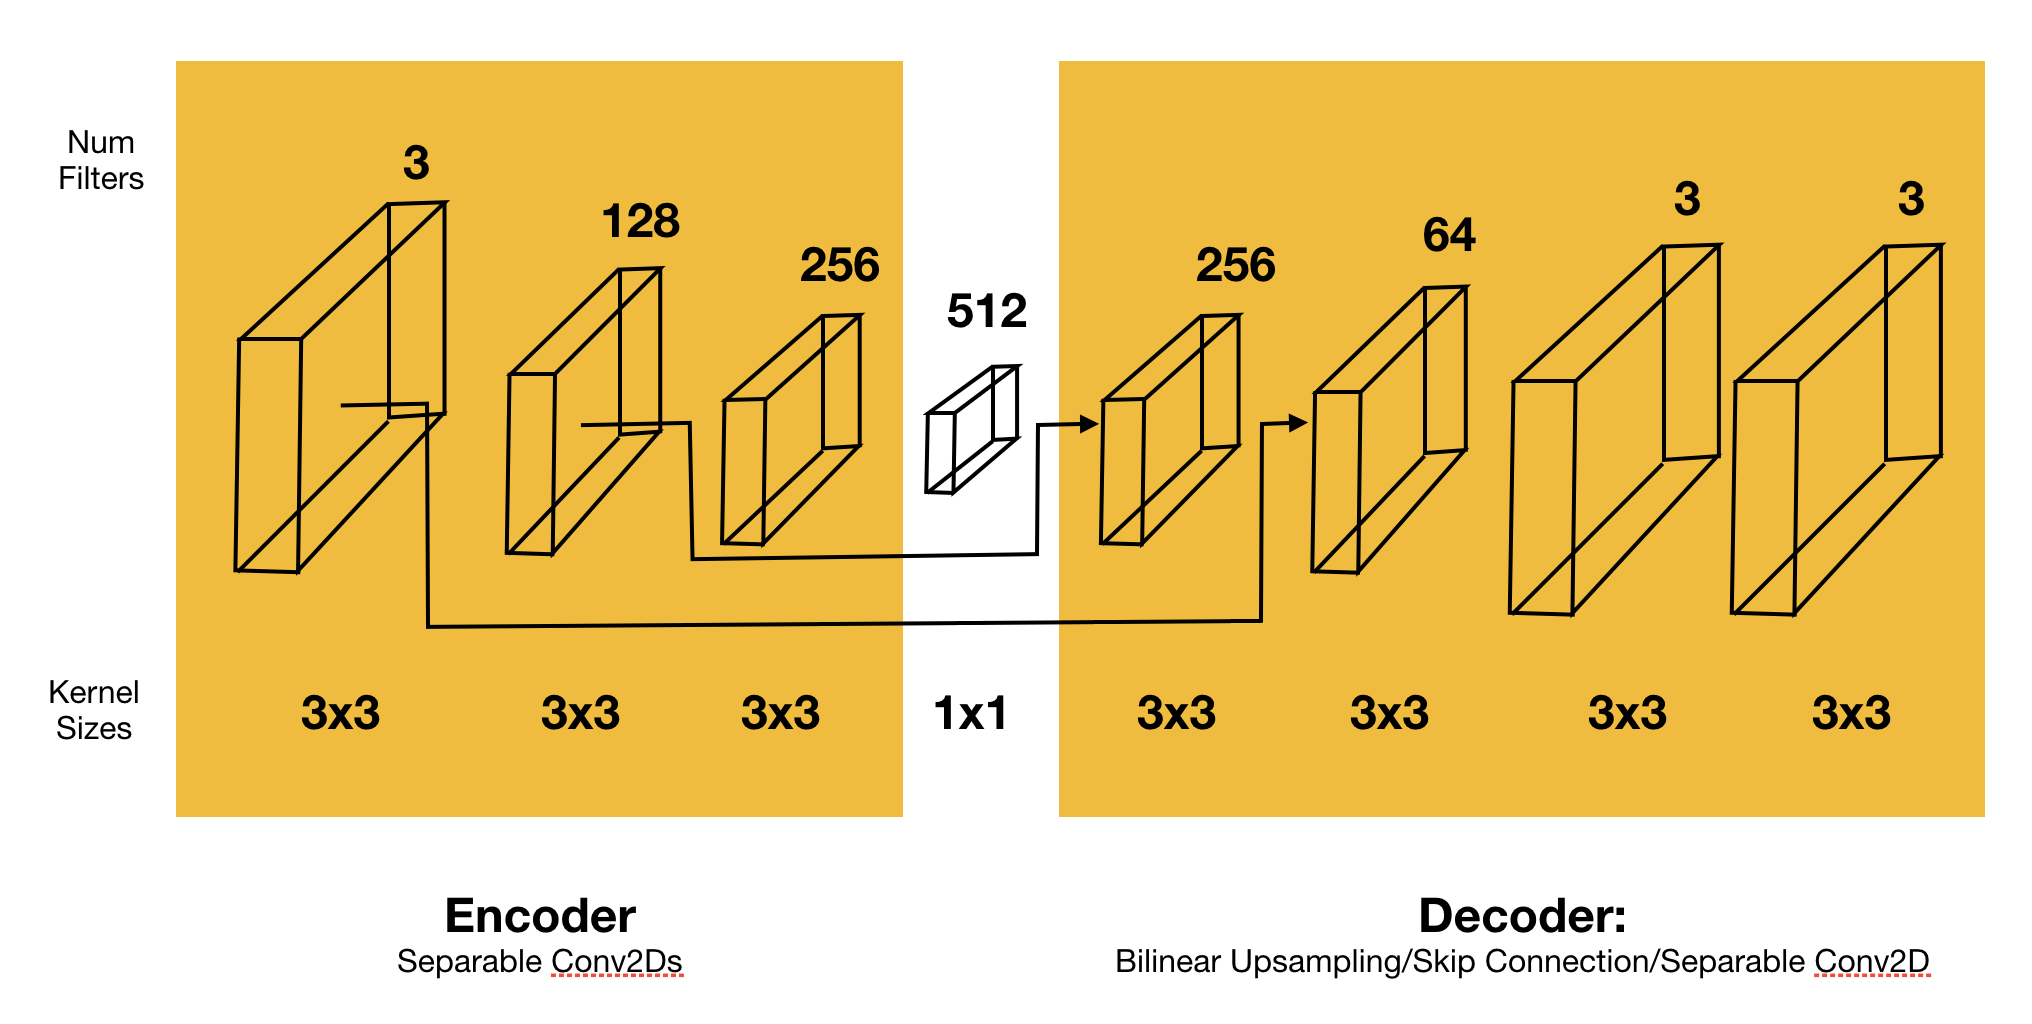 Num
Filters
3
128
256
512
256
64
3
3
Kernel
Sizes
3x3
3x3
3x3
1x1
3x3
3x3
3x3
3x3
Encoder
Separable Conv2Ds
Decoder:
Bilinear Upsampling/Skip Connection/Separable Conv2D